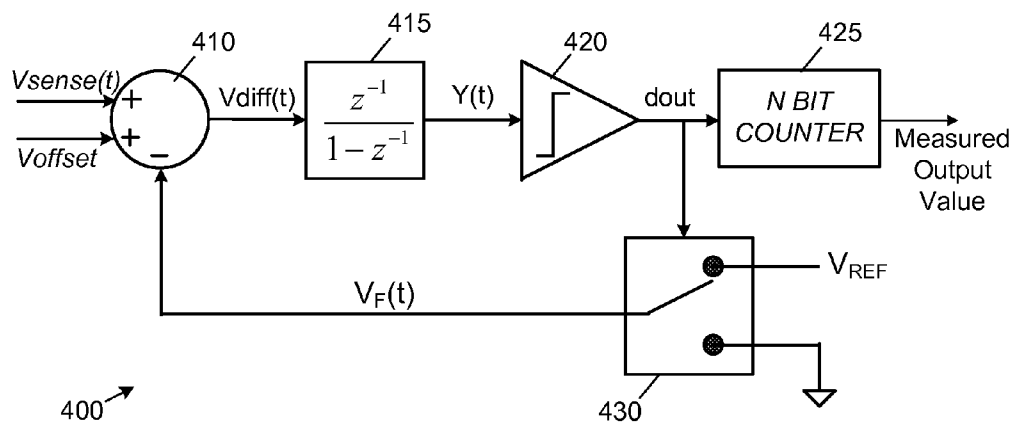 410
415
420
425
Vsense(t)
Voffset
+
+
−
Vdiff(t)
z⁻¹
1 − z⁻¹
Y(t)
dout
N BIT
COUNTER
Measured
Output
Value
V_F(t)
V_REF
400
430